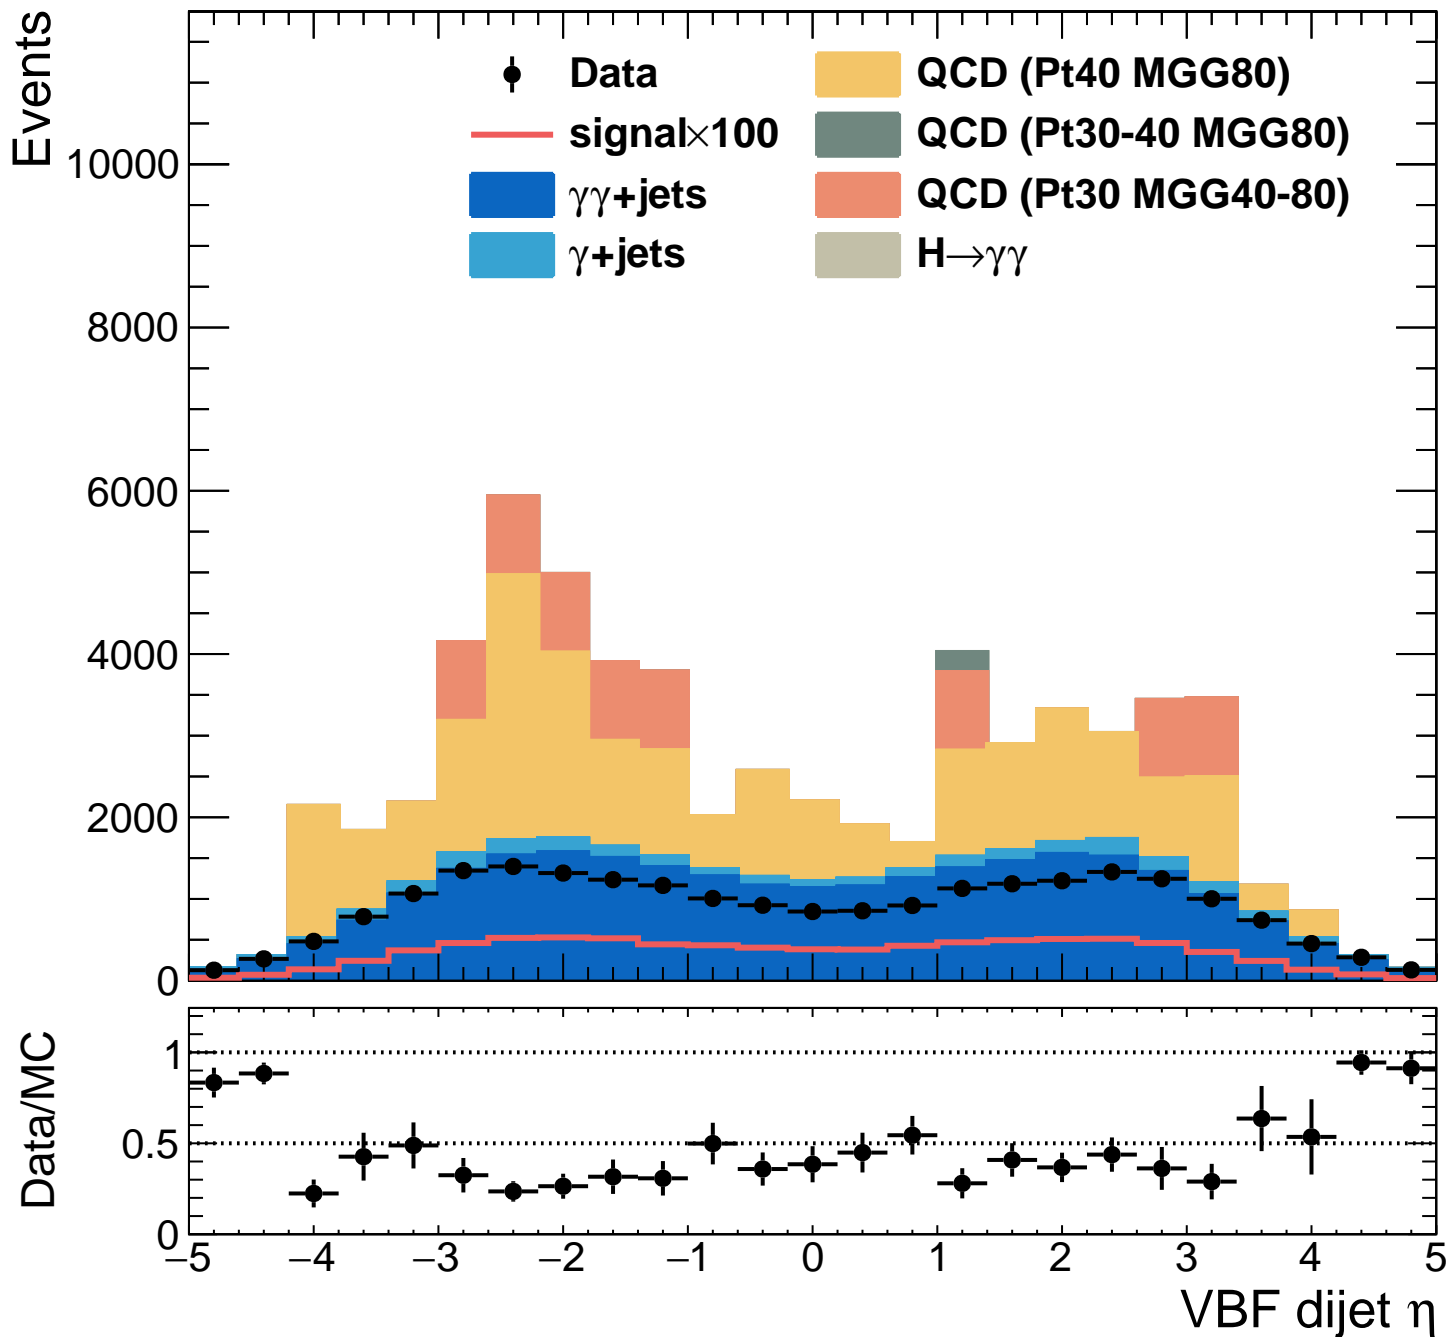 Events
10000
8000
6000
4000
2000
0
Data
signal×100
γγ+jets
γ+jets
QCD (Pt40 MGG80)
QCD (Pt30-40 MGG80)
QCD (Pt30 MGG40-80)
H→γγ
Data/MC
1
0.5
0
−5 −4 −3 −2 −1 0 1 2 3 4 5
VBF dijet η